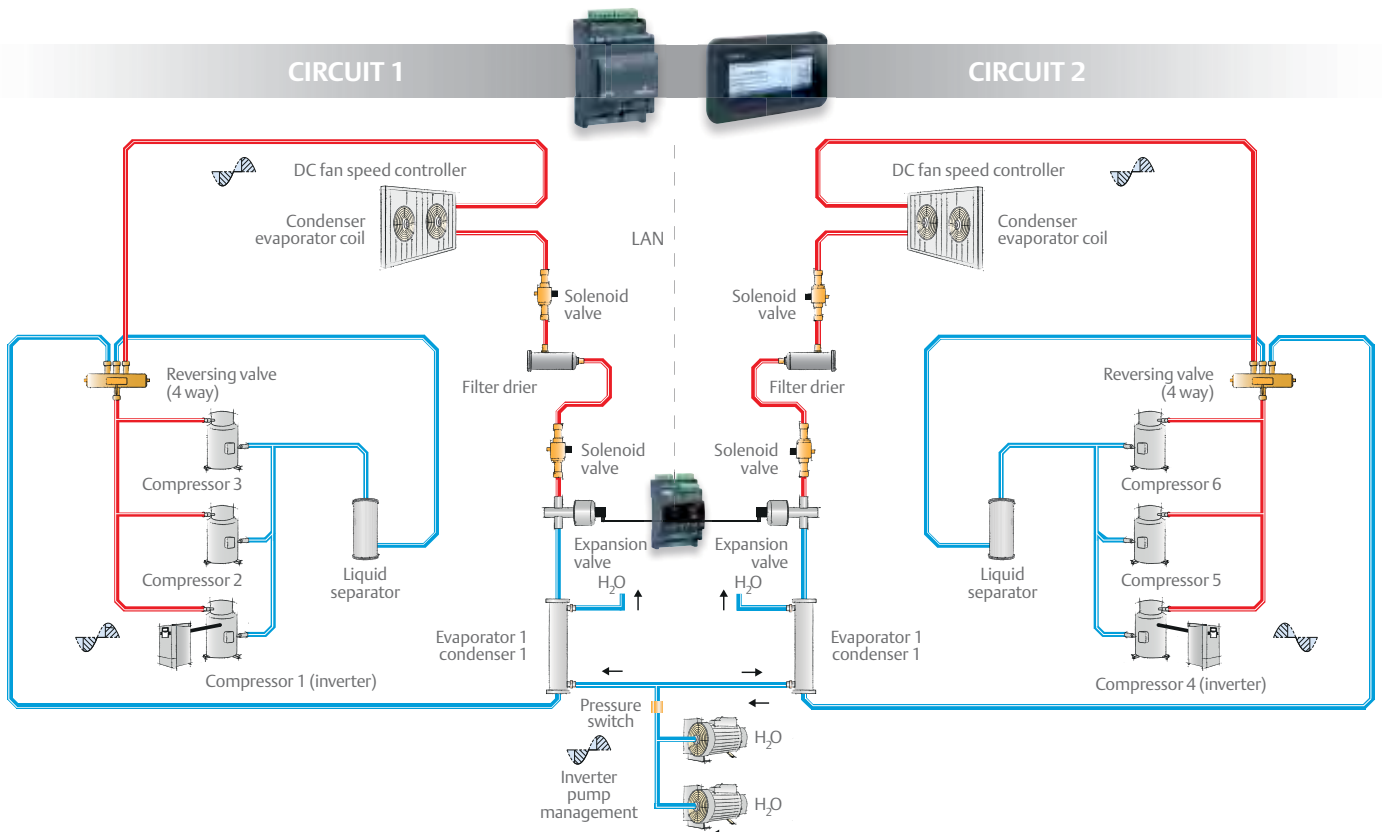 CIRCUIT 1
CIRCUIT 2
DC fan speed controller
Condenser
evaporator coil
DC fan speed controller
Condenser
evaporator coil
LAN
Solenoid
valve
Solenoid
valve
Reversing valve
(4 way)
Filter drier
Filter drier
Reversing valve
(4 way)
Compressor 3
Solenoid
valve
Solenoid
valve
Compressor 6
Compressor 2
Liquid
separator
Expansion
valve
H₂O
Expansion
valve
H₂O
Liquid
separator
Compressor 5
Evaporator 1
condenser 1
Evaporator 1
condenser 1
Compressor 1 (inverter)
Compressor 4 (inverter)
Pressure
switch
H₂O
Inverter
pump
management
H₂O